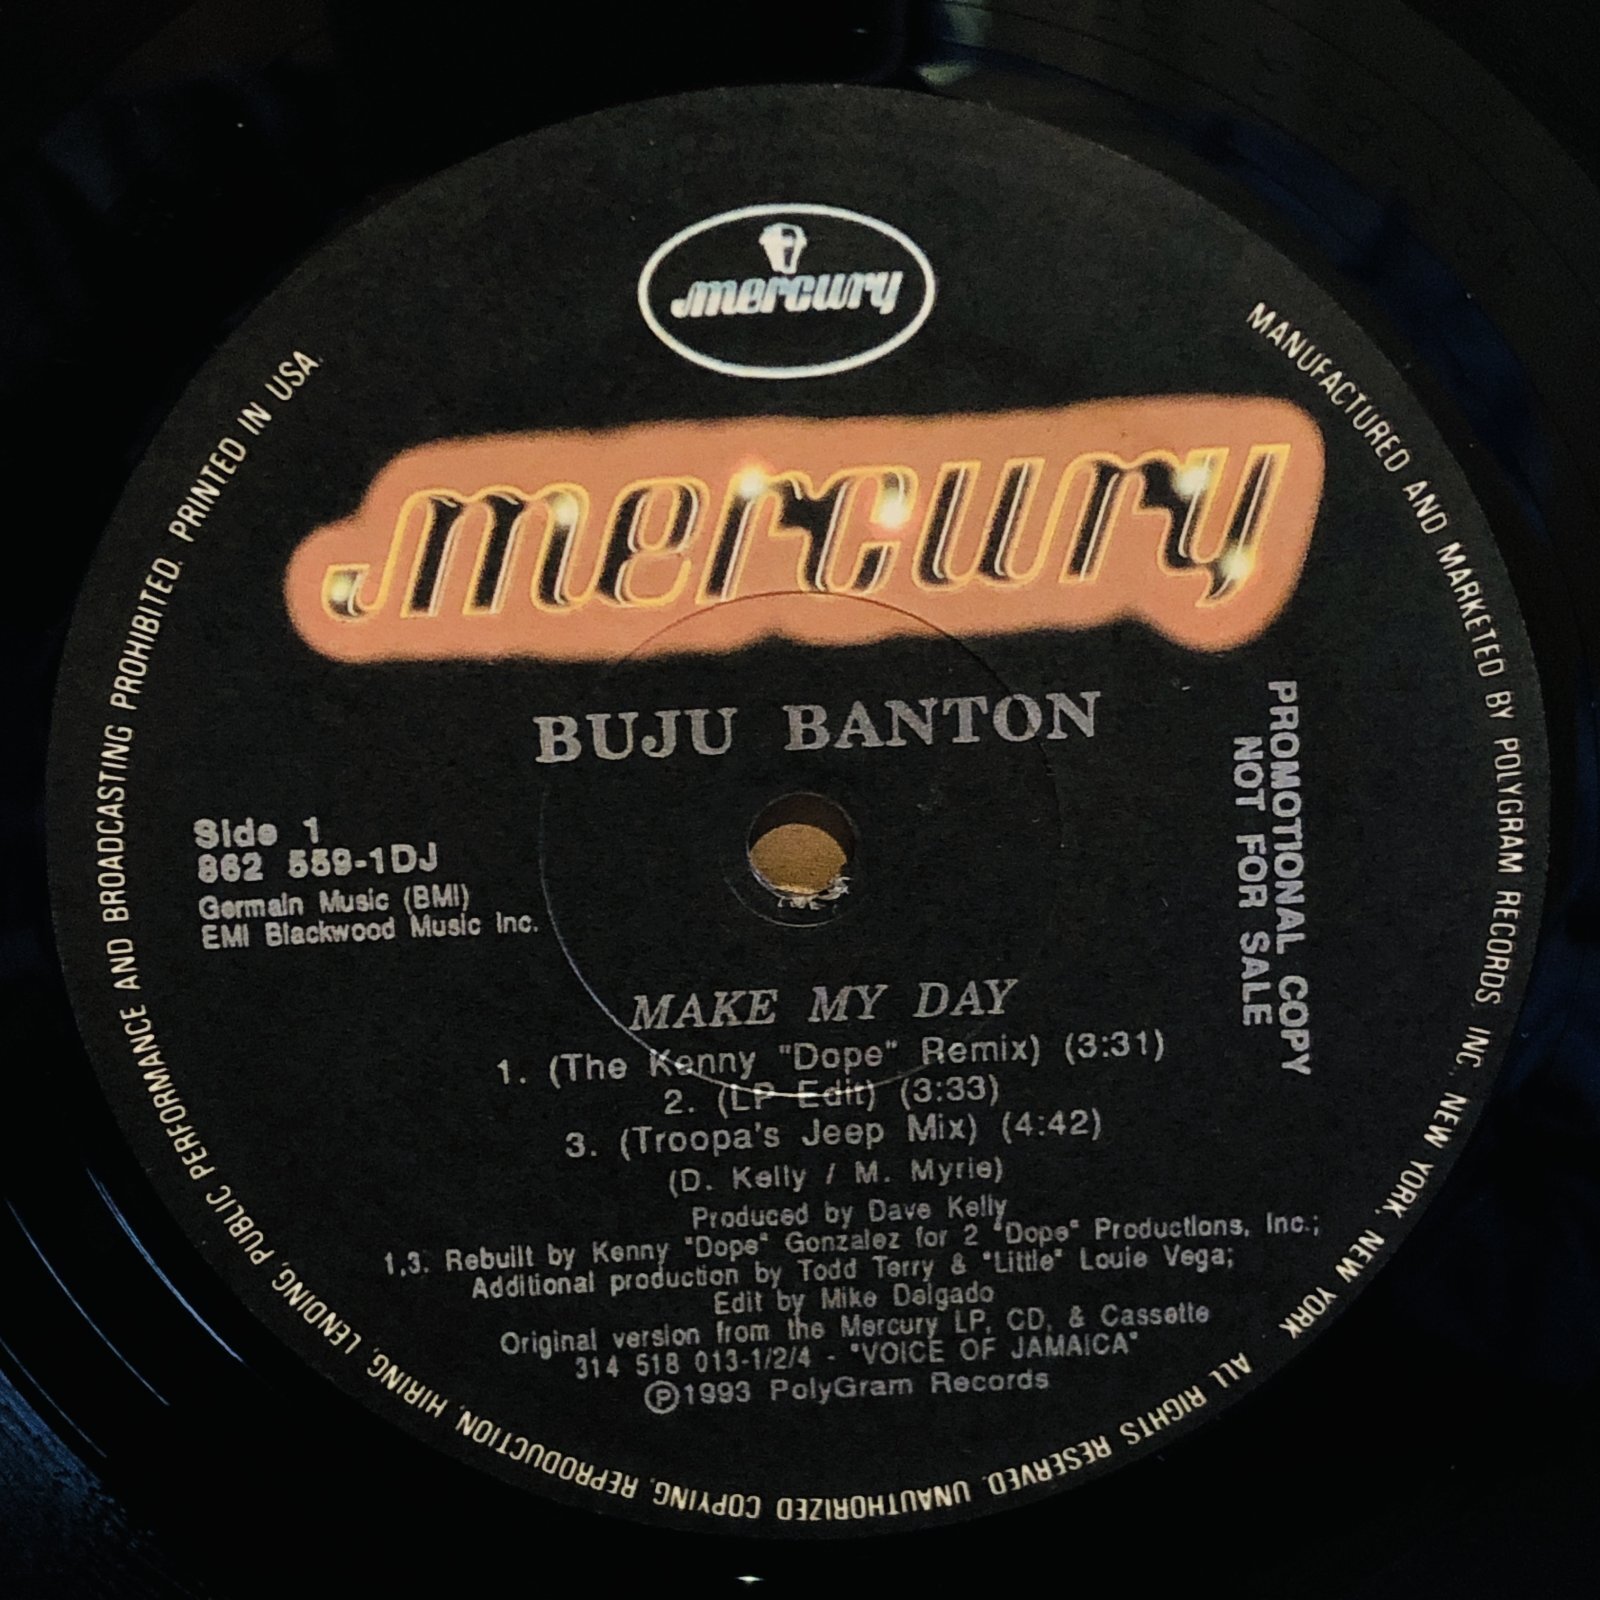 mercury
mercury
BUJU BANTON
Side 1
862 559-1DJ
Germain Music (BMI)
EMI Blackwood Music Inc.
PROMOTIONAL COPY
NOT FOR SALE
MAKE MY DAY
1. (The Kenny "Dope" Remix) (3:31)
2. (LP Edit) (3:33)
3. (Troopa's Jeep Mix) (4:42)
(D. Kelly / M. Myrie)
Produced by Dave Kelly
1,3. Rebuilt by Kenny "Dope" Gonzalez for 2 "Dope" Productions, Inc.;
Additional production by Todd Terry & "Little" Louie Vega;
Edit by Mike Delgado
Original version from the Mercury LP, CD, & Cassette
314 518 013-1/2/4 - "VOICE OF JAMAICA"
℗1993 PolyGram Records
MANUFACTURED AND MARKETED BY POLYGRAM RECORDS, INC., NEW YORK, NEW YORK
ALL RIGHTS RESERVED. UNAUTHORIZED COPYING, REPRODUCTION, HIRING, LENDING, PUBLIC PERFORMANCE AND BROADCASTING PROHIBITED. PRINTED IN USA.